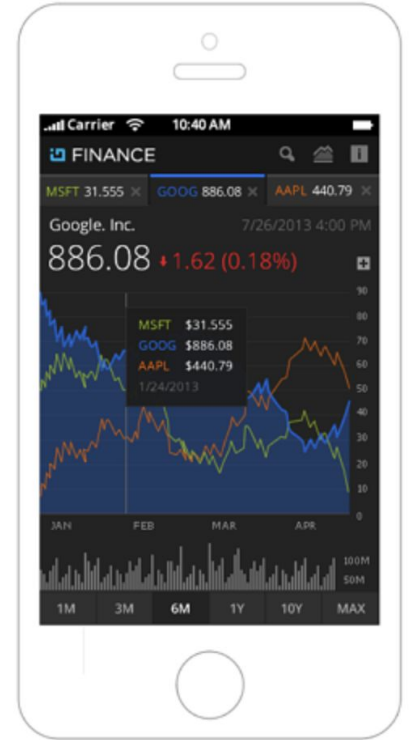 Carrier 10:40 AM
FINANCE
MSFT 31.555 × GOOG 886.08 × AAPL 440.79 ×
Google. Inc. 7/26/2013 4:00 PM
886.08 1.62 (0.18%)
90
80
MSFT $31.555
70
GOOG $886.08
60
AAPL $440.79
50
1/24/2013
40
30
20
10
0
JAN FEB MAR APR
100M
50M
1M 3M 6M 1Y 10Y MAX